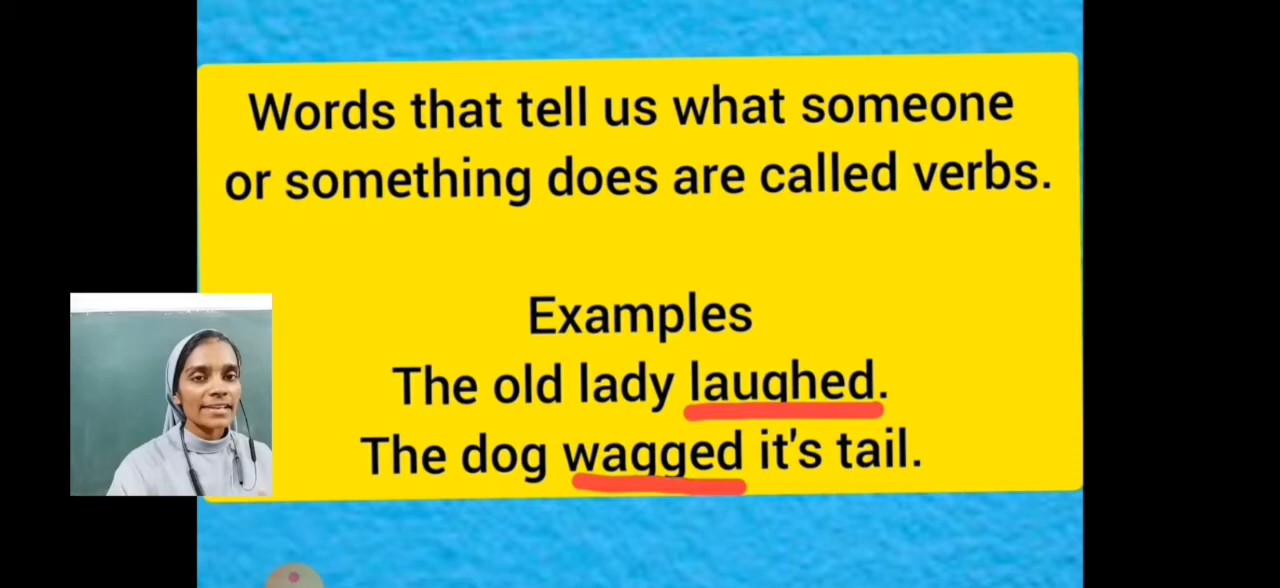 Words that tell us what someone
or something does are called verbs.
Examples
The old lady laughed.
The dog wagged it's tail.